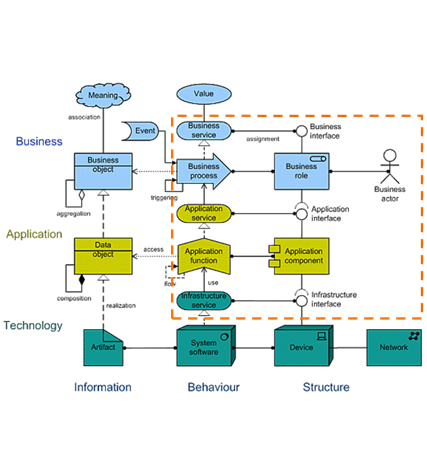 Meaning
Value
association
Event
Business
service
assignment
Business
interface
Business
Business
object
Business
process
Business
role
Business
actor
triggering
aggregation
Application
service
Application
interface
Application
Data
object
access
Application
function
Application
component
flow
use
composition
Infrastructure
service
Infrastructure
interface
realization
Technology
Artifact
System
software
Device
Network
Information
Behaviour
Structure